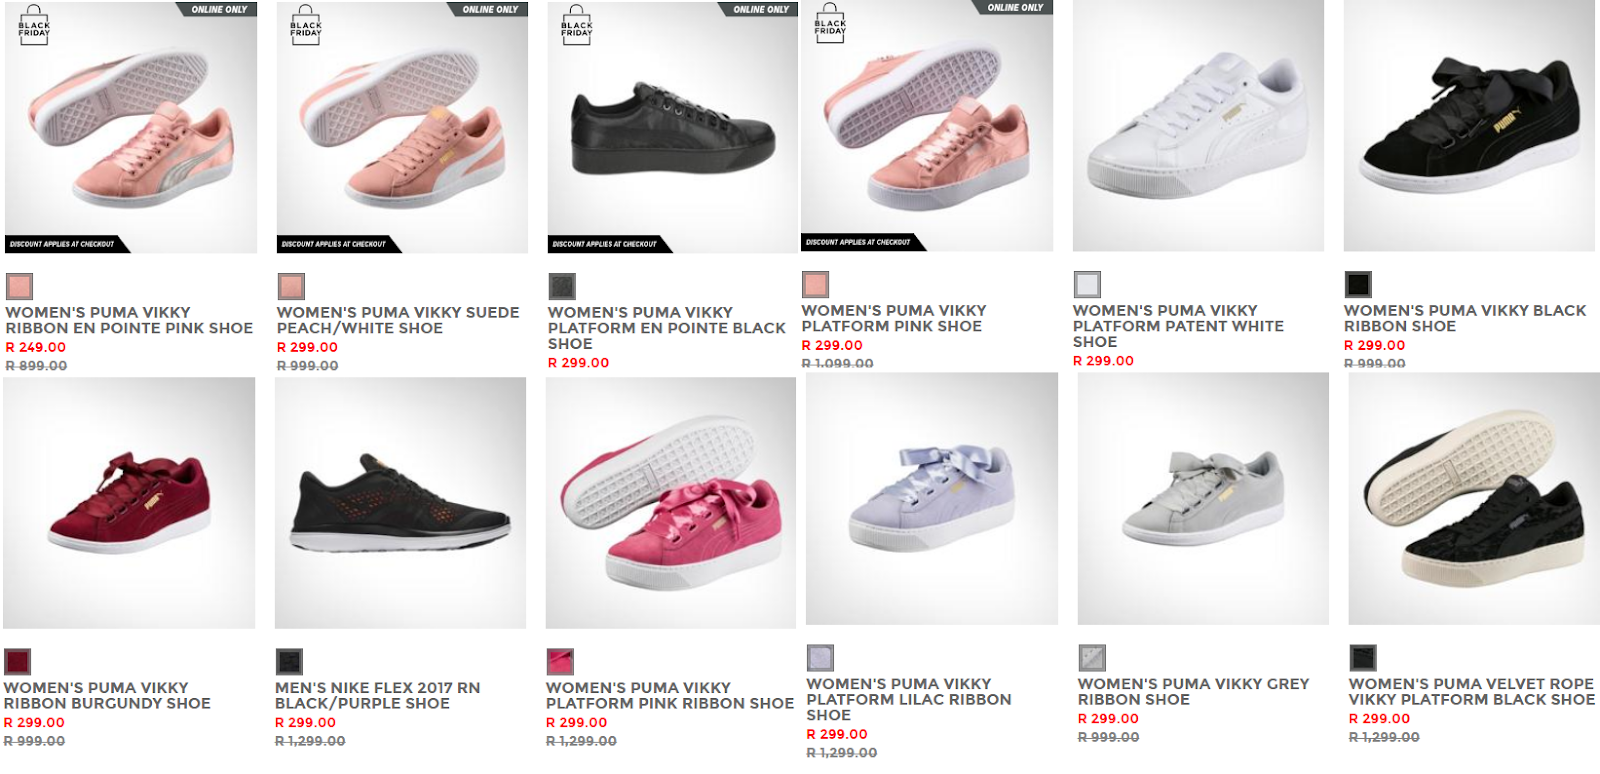 ONLINE ONLY
BLACK
FRIDAY
DISCOUNT APPLIES AT CHECKOUT
WOMEN'S PUMA VIKKY
RIBBON EN POINTE PINK SHOE
R 249.00
R 899.00
ONLINE ONLY
BLACK
FRIDAY
DISCOUNT APPLIES AT CHECKOUT
WOMEN'S PUMA VIKKY SUEDE
PEACH/WHITE SHOE
R 299.00
R 999.00
ONLINE ONLY
BLACK
FRIDAY
DISCOUNT APPLIES AT CHECKOUT
WOMEN'S PUMA VIKKY
PLATFORM EN POINTE BLACK
SHOE
R 299.00
ONLINE ONLY
BLACK
FRIDAY
DISCOUNT APPLIES AT CHECKOUT
WOMEN'S PUMA VIKKY
PLATFORM PINK SHOE
R 299.00
R 1,099.00
WOMEN'S PUMA VIKKY
PLATFORM PATENT WHITE
SHOE
R 299.00
PUMA
WOMEN'S PUMA VIKKY BLACK
RIBBON SHOE
R 299.00
R 999.00
PUMA
WOMEN'S PUMA VIKKY
RIBBON BURGUNDY SHOE
R 299.00
R 999.00
MEN'S NIKE FLEX 2017 RN
BLACK/PURPLE SHOE
R 299.00
R 1,299.00
WOMEN'S PUMA VIKKY
PLATFORM PINK RIBBON SHOE
R 299.00
R 1,299.00
WOMEN'S PUMA VIKKY
PLATFORM LILAC RIBBON
SHOE
R 299.00
R 1,299.00
WOMEN'S PUMA VIKKY GREY
RIBBON SHOE
R 299.00
R 999.00
WOMEN'S PUMA VELVET ROPE
VIKKY PLATFORM BLACK SHOE
R 299.00
R 1,299.00